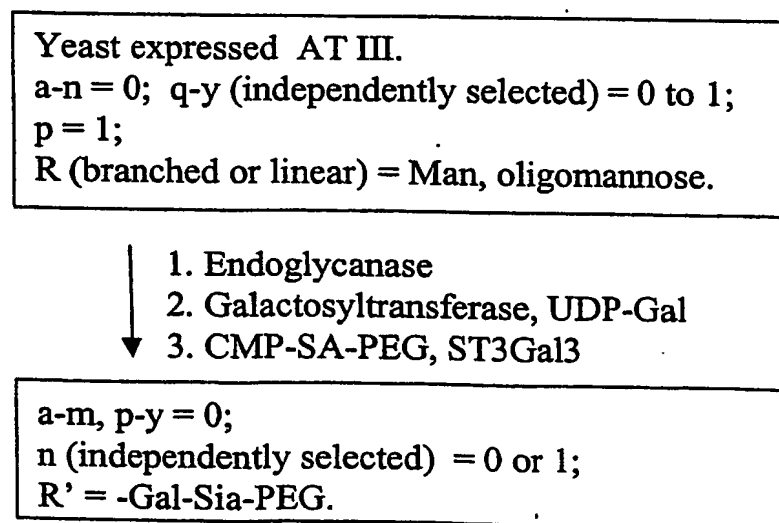 Yeast expressed AT III.
a-n = 0; q-y (independently selected) = 0 to 1;
p = 1;
R (branched or linear) = Man, oligomannose.
1. Endoglycanase
2. Galactosyltransferase, UDP-Gal
3. CMP-SA-PEG, ST3Gal3
a-m, p-y = 0;
n (independently selected) = 0 or 1;
R' = -Gal-Sia-PEG.